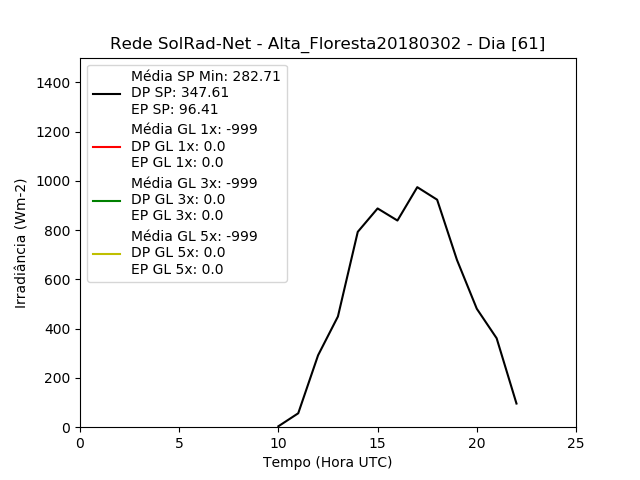 Rede SolRad-Net - Alta_Floresta20180302 - Dia [61]
Média SP Min: 282.71
DP SP: 347.61
EP SP: 96.41
Média GL 1x: -999
DP GL 1x: 0.0
EP GL 1x: 0.0
Média GL 3x: -999
DP GL 3x: 0.0
EP GL 3x: 0.0
Média GL 5x: -999
DP GL 5x: 0.0
EP GL 5x: 0.0
Irradiância (Wm-2)
1400
1200
1000
800
600
400
200
0
0 5 10 15 20 25
Tempo (Hora UTC)